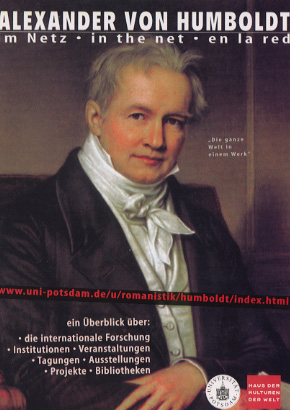 ALEXANDER VON HUMBOLDT
im Netz · in the net · en la red
„Die ganze
Welt in
einem Werk“
www.uni-potsdam.de/u/romanistik/humboldt/index.html
ein Überblick über:
· die internationale Forschung
· Institutionen · Veranstaltungen
· Tagungen · Ausstellungen
· Projekte · Bibliotheken
UNIVERSITÄT POTSDAM
HAUS DER
KULTUREN
DER WELT